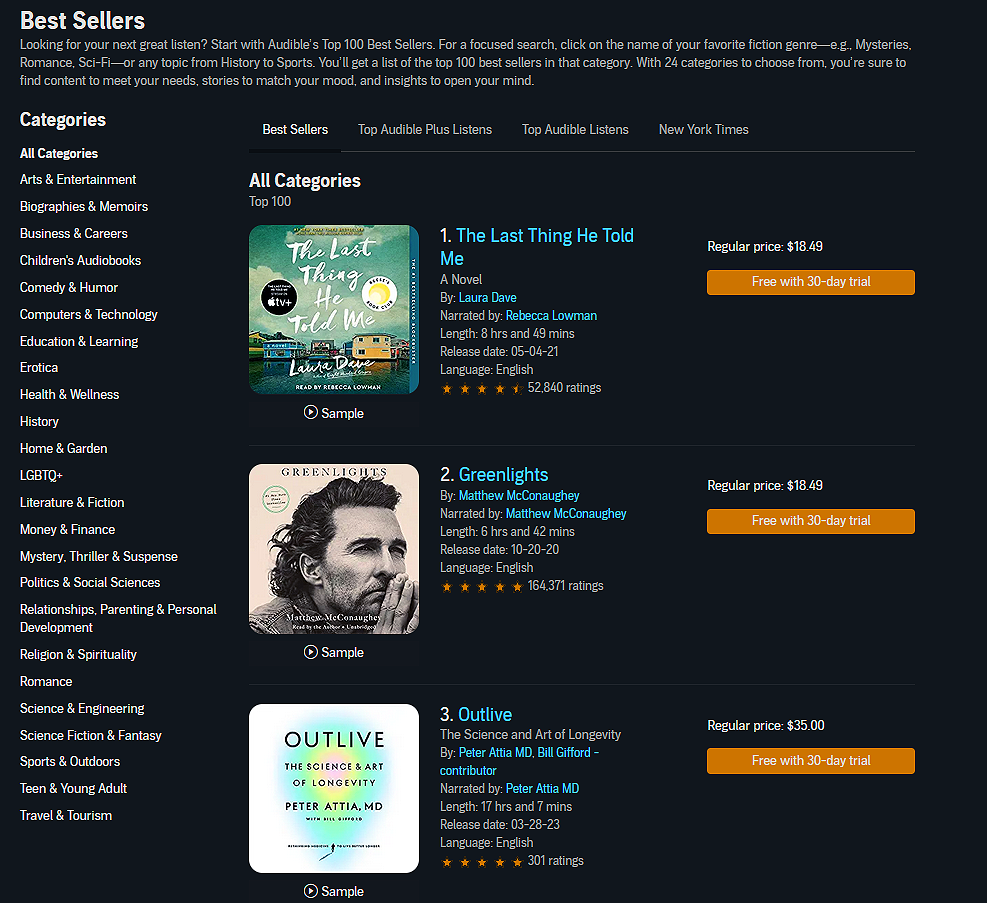 Best Sellers
Looking for your next great listen? Start with Audible's Top 100 Best Sellers. For a focused search, click on the name of your favorite fiction genre—e.g., Mysteries,
Romance, Sci-Fi—or any topic from History to Sports. You'll get a list of the top 100 best sellers in that category. With 24 categories to choose from, you're sure to
find content to meet your needs, stories to match your mood, and insights to open your mind.
Categories
All Categories
Arts & Entertainment
Biographies & Memoirs
Business & Careers
Children's Audiobooks
Comedy & Humor
Computers & Technology
Education & Learning
Erotica
Health & Wellness
History
Home & Garden
LGBTQ+
Literature & Fiction
Money & Finance
Mystery, Thriller & Suspense
Politics & Social Sciences
Relationships, Parenting & Personal
Development
Religion & Spirituality
Romance
Science & Engineering
Science Fiction & Fantasy
Sports & Outdoors
Teen & Young Adult
Travel & Tourism
Best Sellers
Top Audible Plus Listens
Top Audible Listens
New York Times
All Categories
Top 100
The Last
Thing
He
Told Me
tv+
REESE'S
BOOK CLUB
a novel
Laura Dave
READ BY REBECCA LOWMAN
THE #1 BESTSELLING BLOCKBUSTER
Sample
1. The Last Thing He Told
Me
A Novel
By: Laura Dave
Narrated by: Rebecca Lowman
Length: 8 hrs and 49 mins
Release date: 05-04-21
Language: English
52,840 ratings
Regular price: $18.49
Free with 30-day trial
GREENLIGHTS
Matthew McConaughey
Read by the Author • Unabridged
Sample
2. Greenlights
By: Matthew McConaughey
Narrated by: Matthew McConaughey
Length: 6 hrs and 42 mins
Release date: 10-20-20
Language: English
164,371 ratings
Regular price: $18.49
Free with 30-day trial
OUTLIVE
THE SCIENCE & ART
OF LONGEVITY
PETER ATTIA, MD
WITH BILL GIFFORD
RETHINKING MEDICINE TO LIVE BETTER LONGER
Sample
3. Outlive
The Science and Art of Longevity
By: Peter Attia MD, Bill Gifford -
contributor
Narrated by: Peter Attia MD
Length: 17 hrs and 7 mins
Release date: 03-28-23
Language: English
301 ratings
Regular price: $35.00
Free with 30-day trial